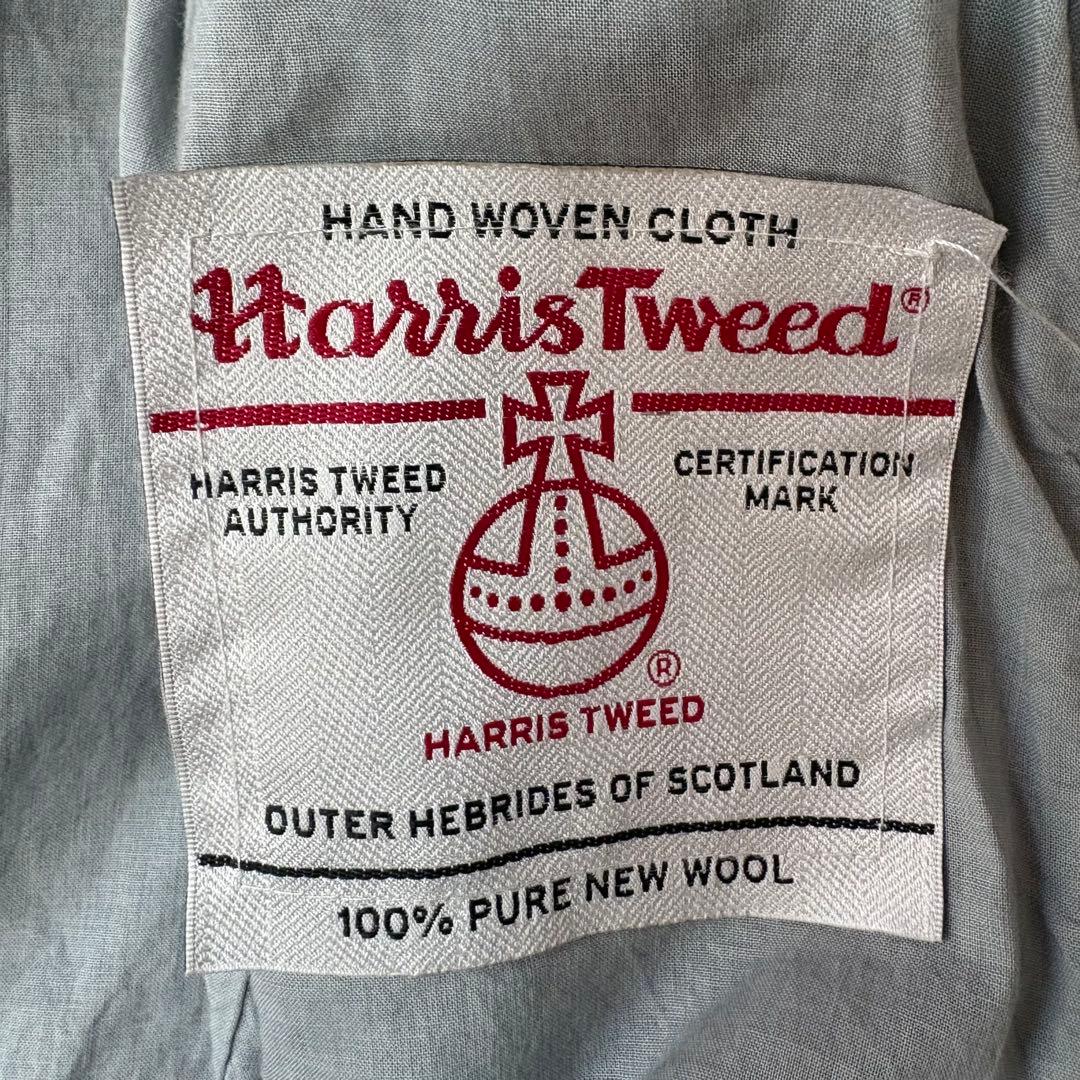 HAND WOVEN CLOTH
Harris Tweed ®
HARRIS TWEED
AUTHORITY
CERTIFICATION
MARK
®
HARRIS TWEED
OUTER HEBRIDES OF SCOTLAND
100% PURE NEW WOOL